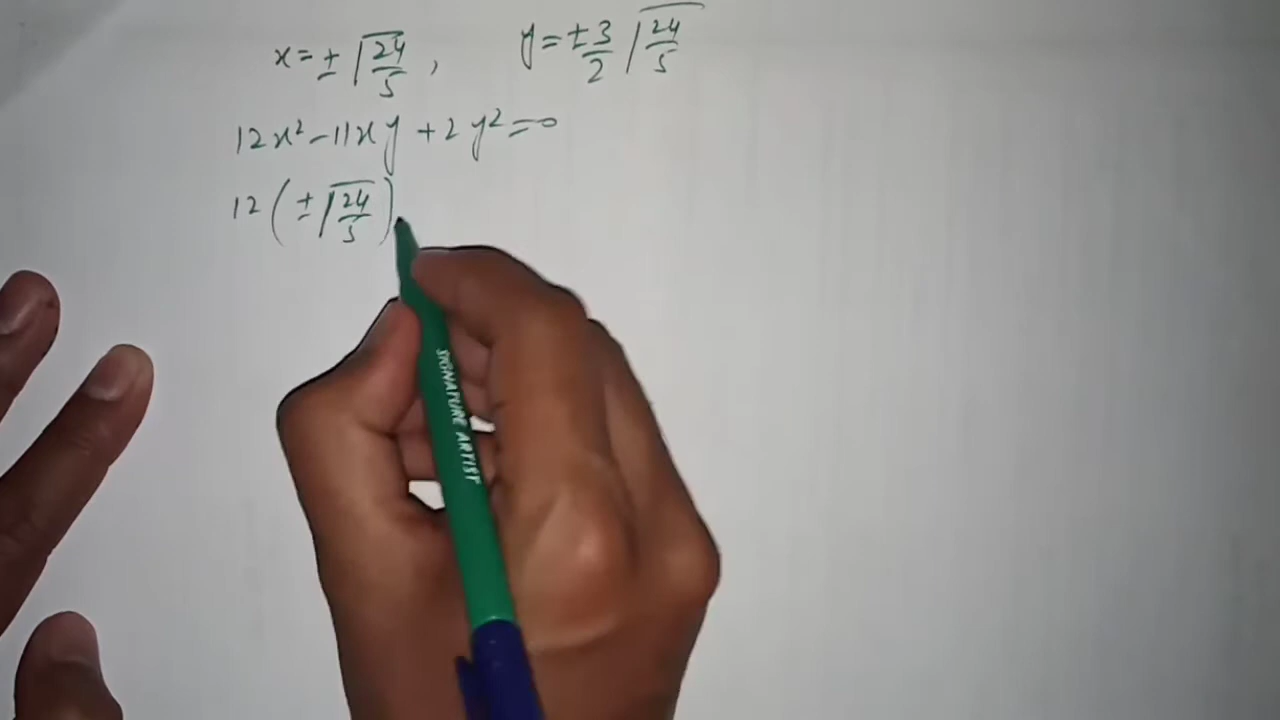 x = ± √24/5 , y = ± 3/2 √24/5
12x² - 11xy + 2y² = 0
12 ( ± √24/5 )
SIGNATURE ARTIST